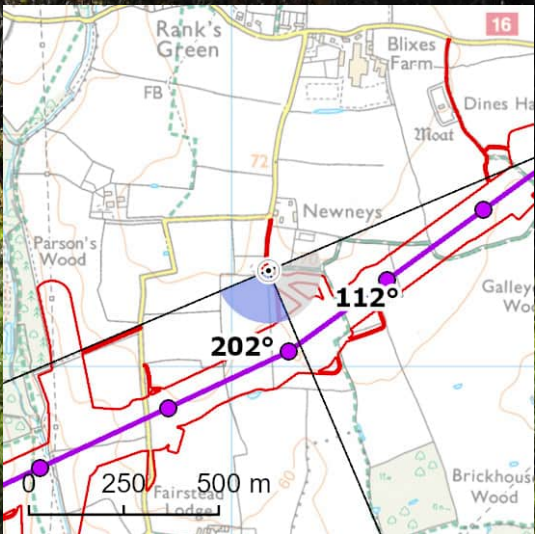 16
Rank's
Green
Blixes
Farm
FB
Dines Ha
Moat
72
Newneys
Parson's
Wood
112°
Galley
Woo
202°
0 250 500 m
60
Fairstead
Lodge
Brickhouse
Wood